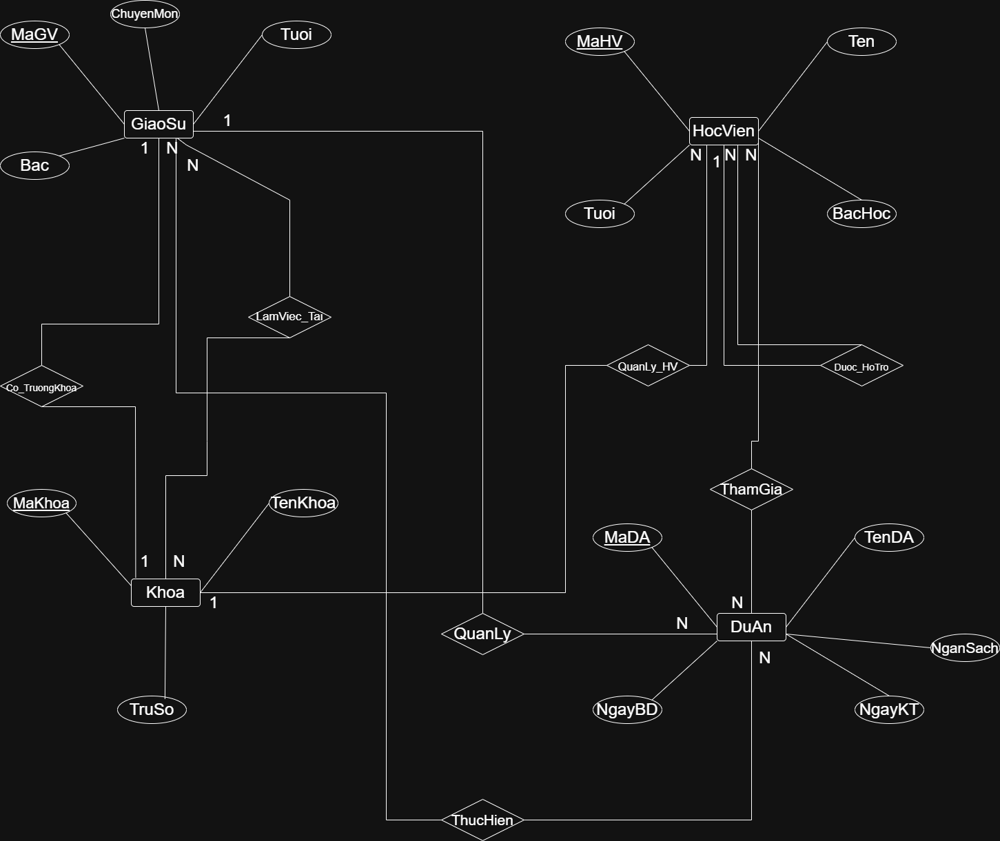 ChuyenMon
MaGV
Tuoi
MaHV
Ten
GiaoSu
1
HocVien
1
N
N
Bac
N
1
N
N
Tuoi
BacHoc
LamViec_Tai
QuanLy_HV
Duoc_HoTro
Co_TruongKhoa
ThamGia
MaKhoa
TenKhoa
MaDA
TenDA
1
N
Khoa
1
N
N
DuAn
QuanLy
NganSach
N
TruSo
NgayBD
NgayKT
ThucHien